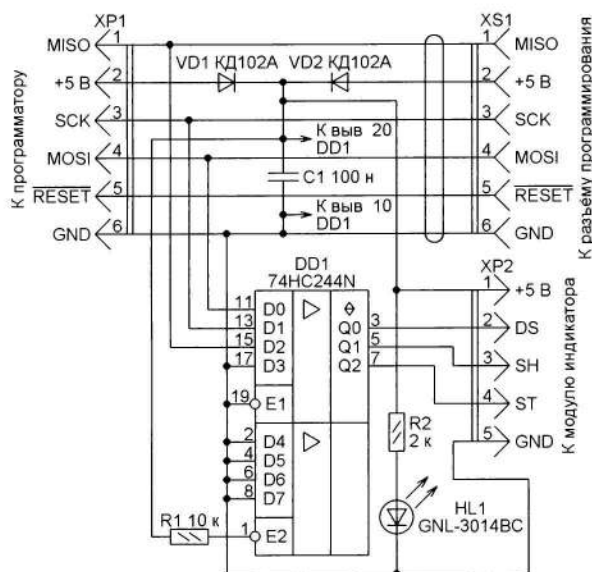 XP1
XS1
1
MISO
1
MISO
VD1 КД102А
VD2 КД102А
2
+5 В
2
+5 В
3
SCK
3
SCK
К выв 20
DD1
4
MOSI
4
MOSI
C1 100 н
5
RESET
5
RESET
К выв 10
DD1
6
GND
6
GND
К программатору
К разъёму программирования
DD1
74HC244N
XP2
1
+5 В
11
D0
Q0
3
2
DS
13
D1
Q1
5
3
SH
15
D2
Q2
7
4
ST
17
D3
5
GND
К модулю индикатора
19
E1
2
D4
4
D5
6
D6
8
D7
R2
2 к
R1 10 к
1
E2
HL1
GNL-3014BC